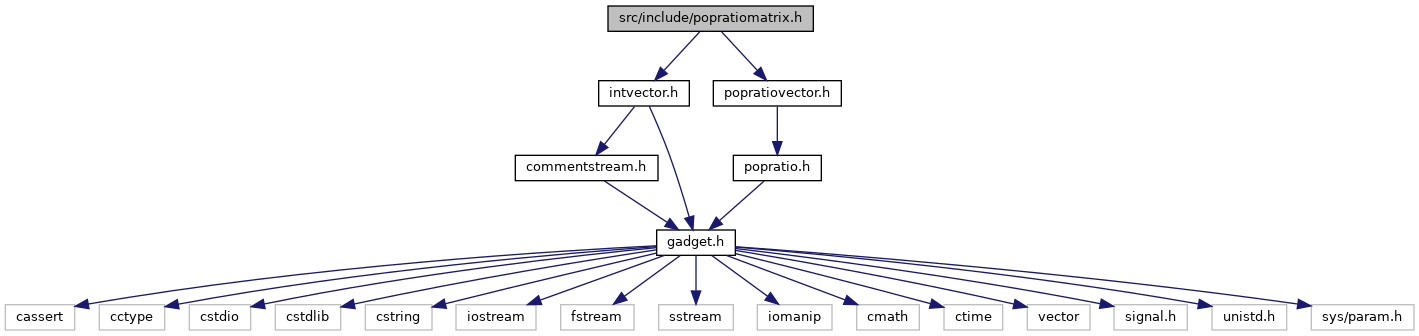 src/include/popratiomatrix.h
intvector.h
popratiovector.h
commentstream.h
popratio.h
gadget.h
cassert
cctype
cstdio
cstdlib
cstring
iostream
fstream
sstream
iomanip
cmath
ctime
vector
signal.h
unistd.h
sys/param.h